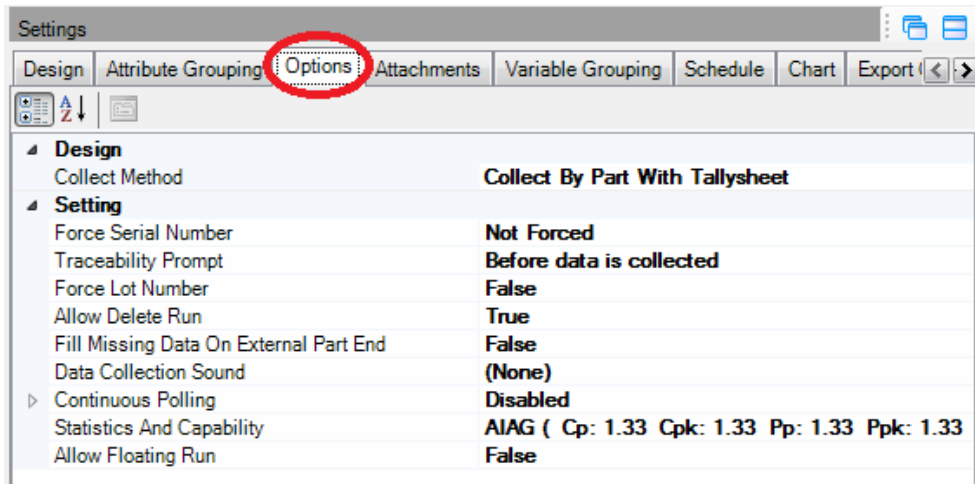 Settings
Design Attribute Grouping Options Attachments Variable Grouping Schedule Chart Export
A Z
Design
Collect Method Collect By Part With Tallysheet
Setting
Force Serial Number Not Forced
Traceability Prompt Before data is collected
Force Lot Number False
Allow Delete Run True
Fill Missing Data On External Part End False
Data Collection Sound (None)
Continuous Polling Disabled
Statistics And Capability AIAG ( Cp: 1.33 Cpk: 1.33 Pp: 1.33 Ppk: 1.33
Allow Floating Run False